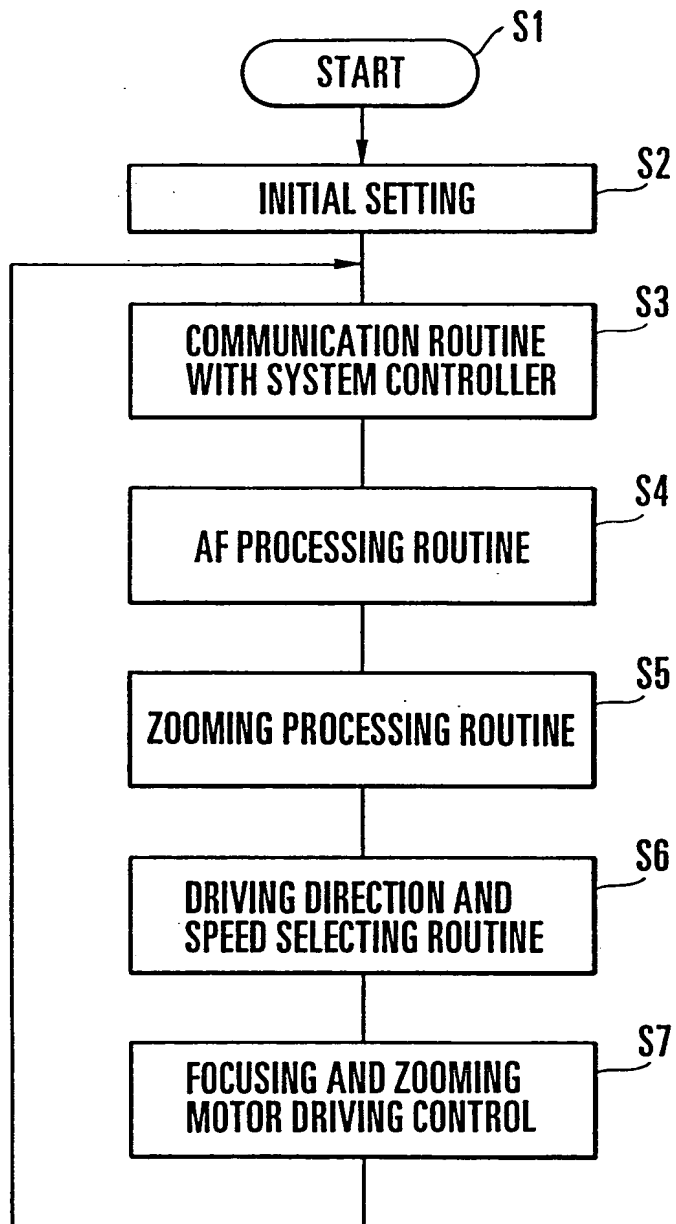 S1
START
S2
INITIAL SETTING
S3
COMMUNICATION ROUTINE
WITH SYSTEM CONTROLLER
S4
AF PROCESSING ROUTINE
S5
ZOOMING PROCESSING ROUTINE
S6
DRIVING DIRECTION AND
SPEED SELECTING ROUTINE
S7
FOCUSING AND ZOOMING
MOTOR DRIVING CONTROL